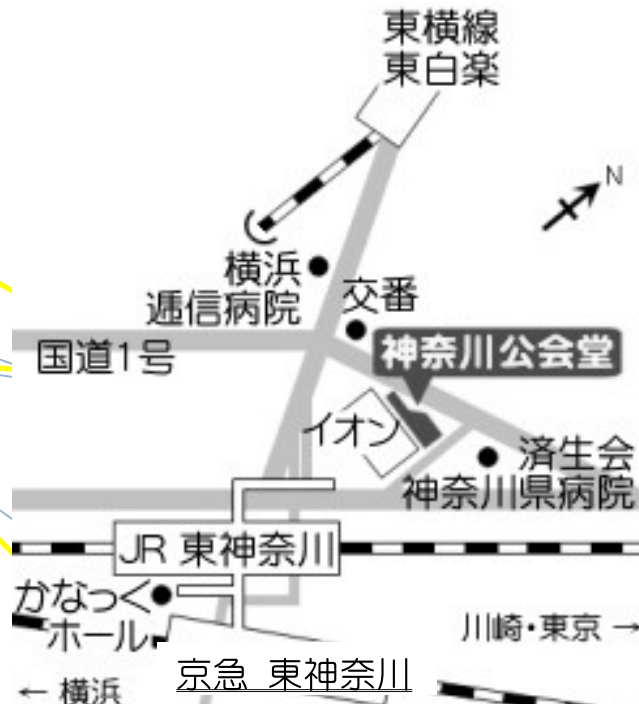 東横線
東白楽
N
横浜
逓信病院
交番
国道1号
神奈川公会堂
イオン
済生会
神奈川県病院
JR 東神奈川
かなっく
ホール
川崎・東京 →
京急 東神奈川
← 横浜